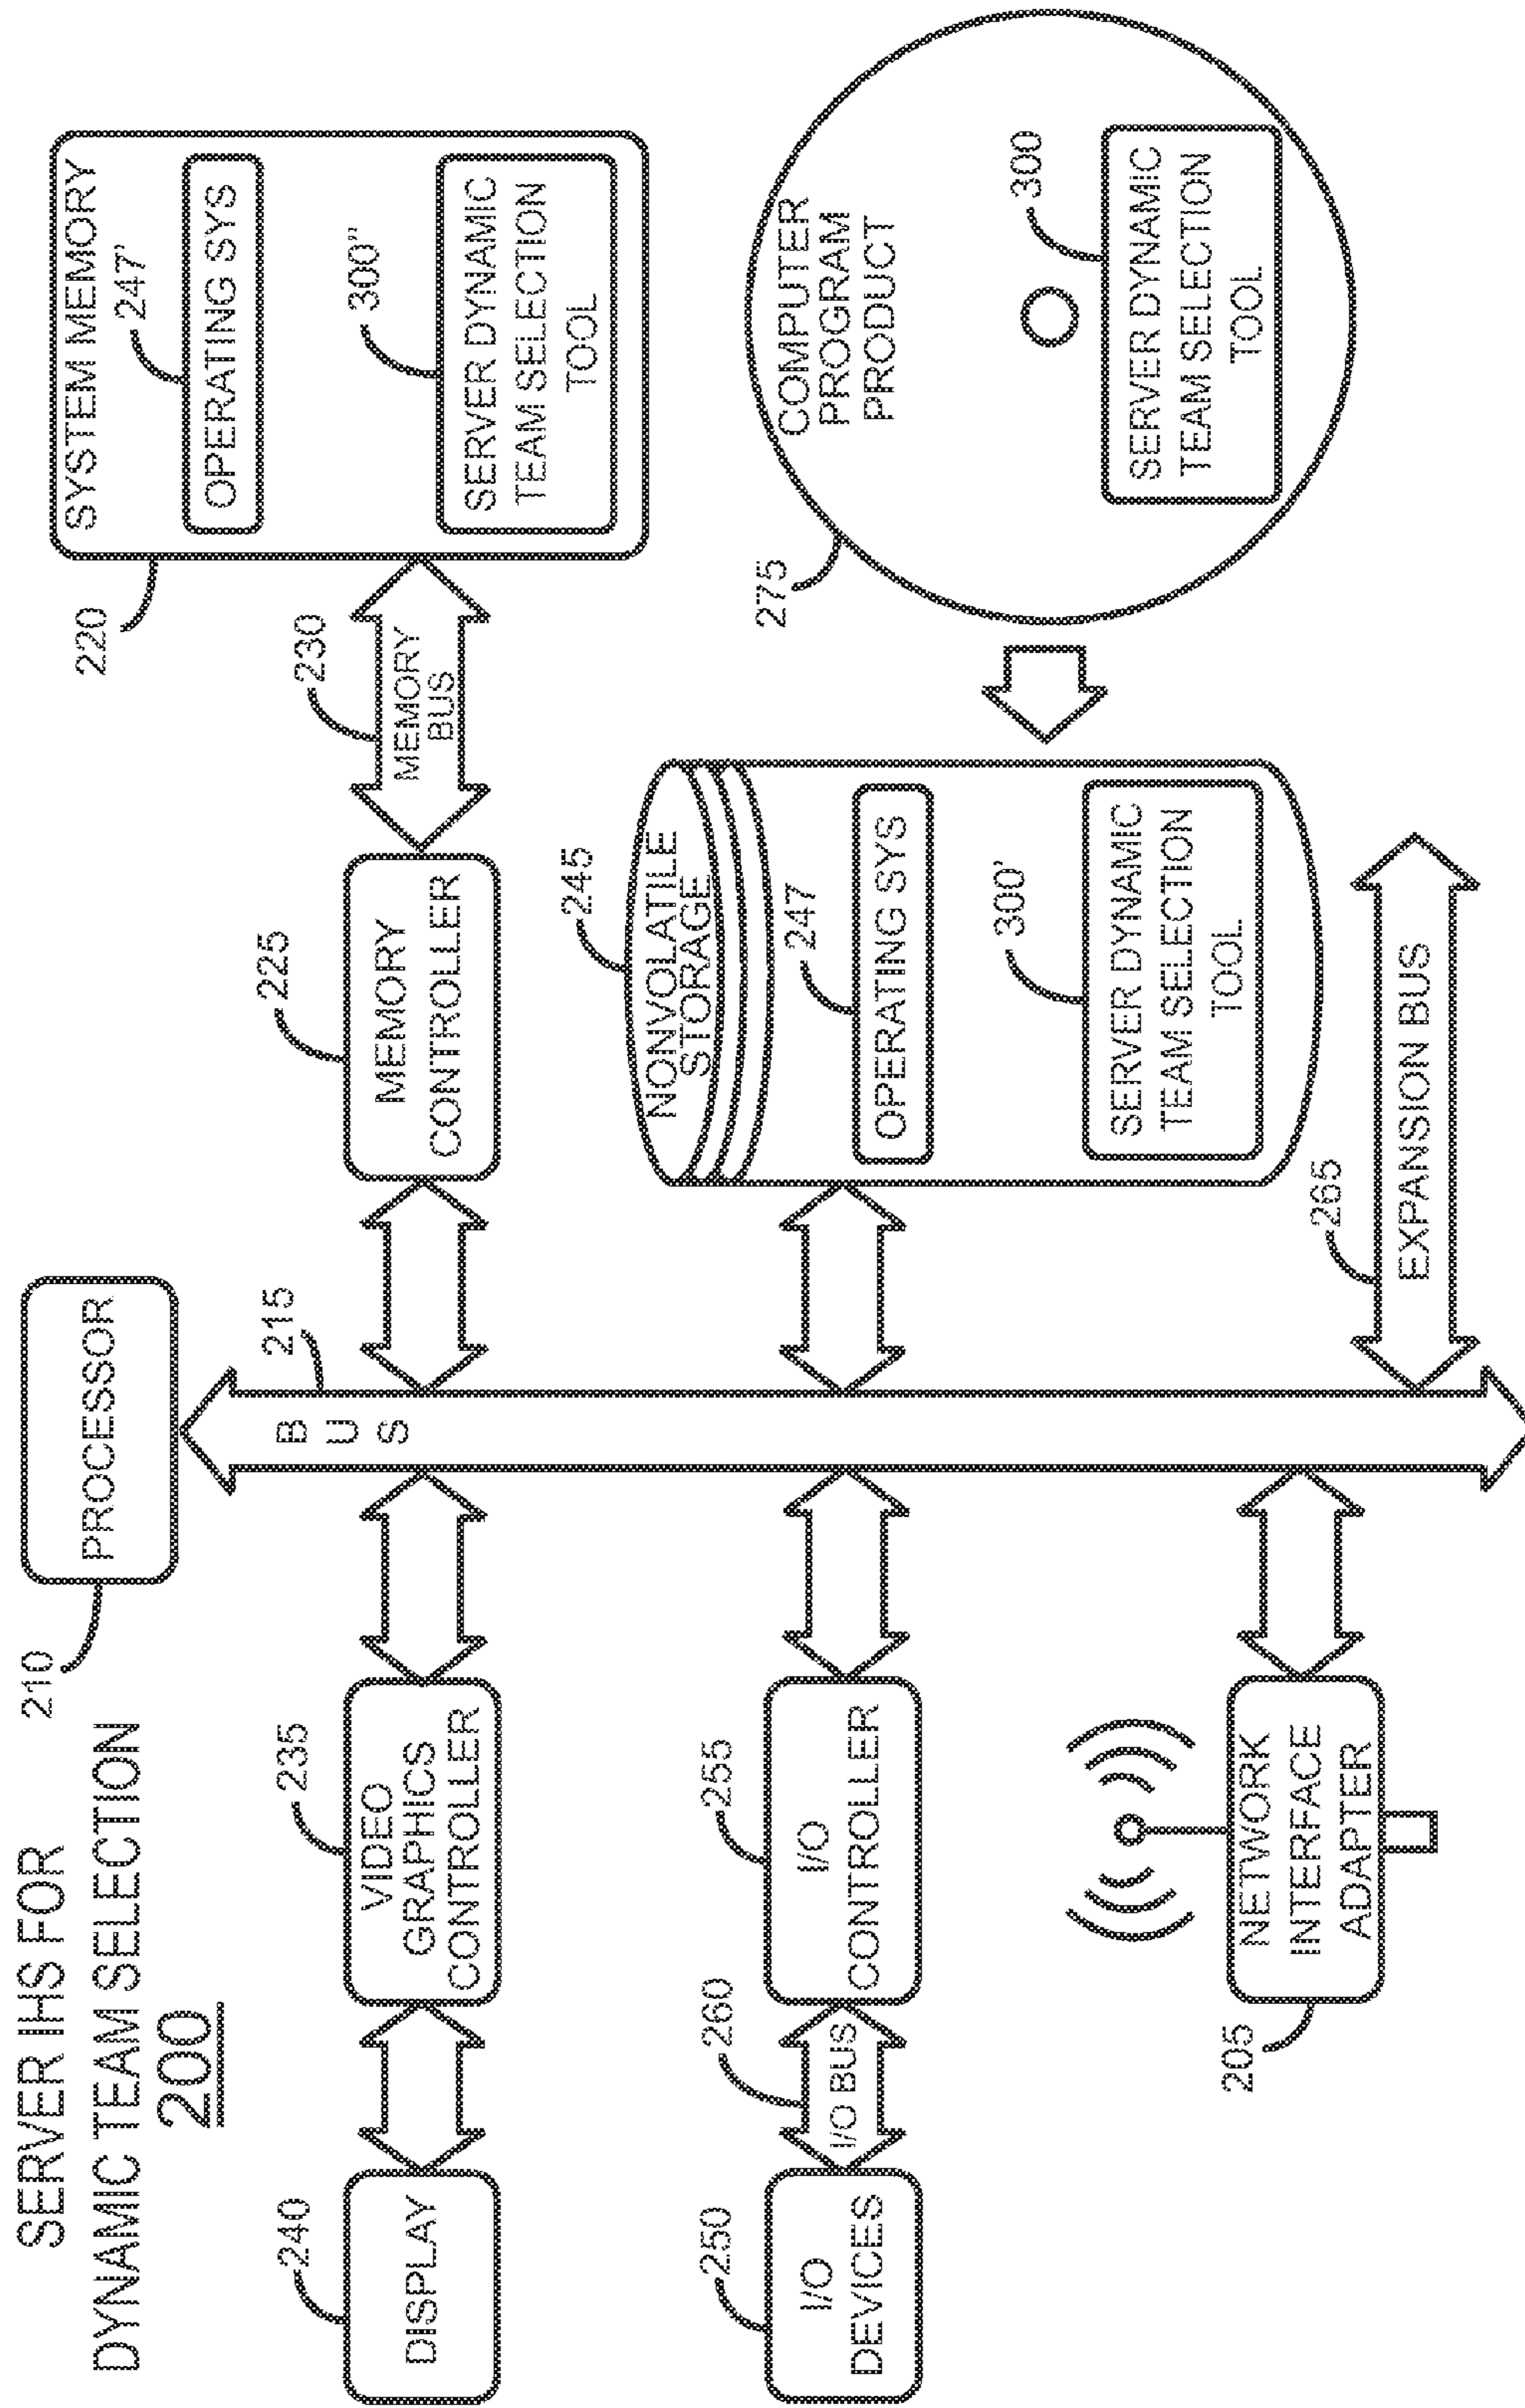 SERVER IHS FOR
DYNAMIC TEAM SELECTION
200
210
PROCESSOR
215
B
U
S
240
DISPLAY
235
VIDEO
GRAPHICS
CONTROLLER
225
MEMORY
CONTROLLER
230
MEMORY
BUS
220
SYSTEM MEMORY
247'
OPERATING SYS
300"
SERVER DYNAMIC
TEAM SELECTION
TOOL
250
I/O
DEVICES
260
I/O BUS
255
I/O
CONTROLLER
245
NONVOLATILE
STORAGE
247
OPERATING SYS
300'
SERVER DYNAMIC
TEAM SELECTION
TOOL
275
COMPUTER
PROGRAM
PRODUCT
300
SERVER DYNAMIC
TEAM SELECTION
TOOL
205
NETWORK
INTERFACE
ADAPTER
265
EXPANSION BUS